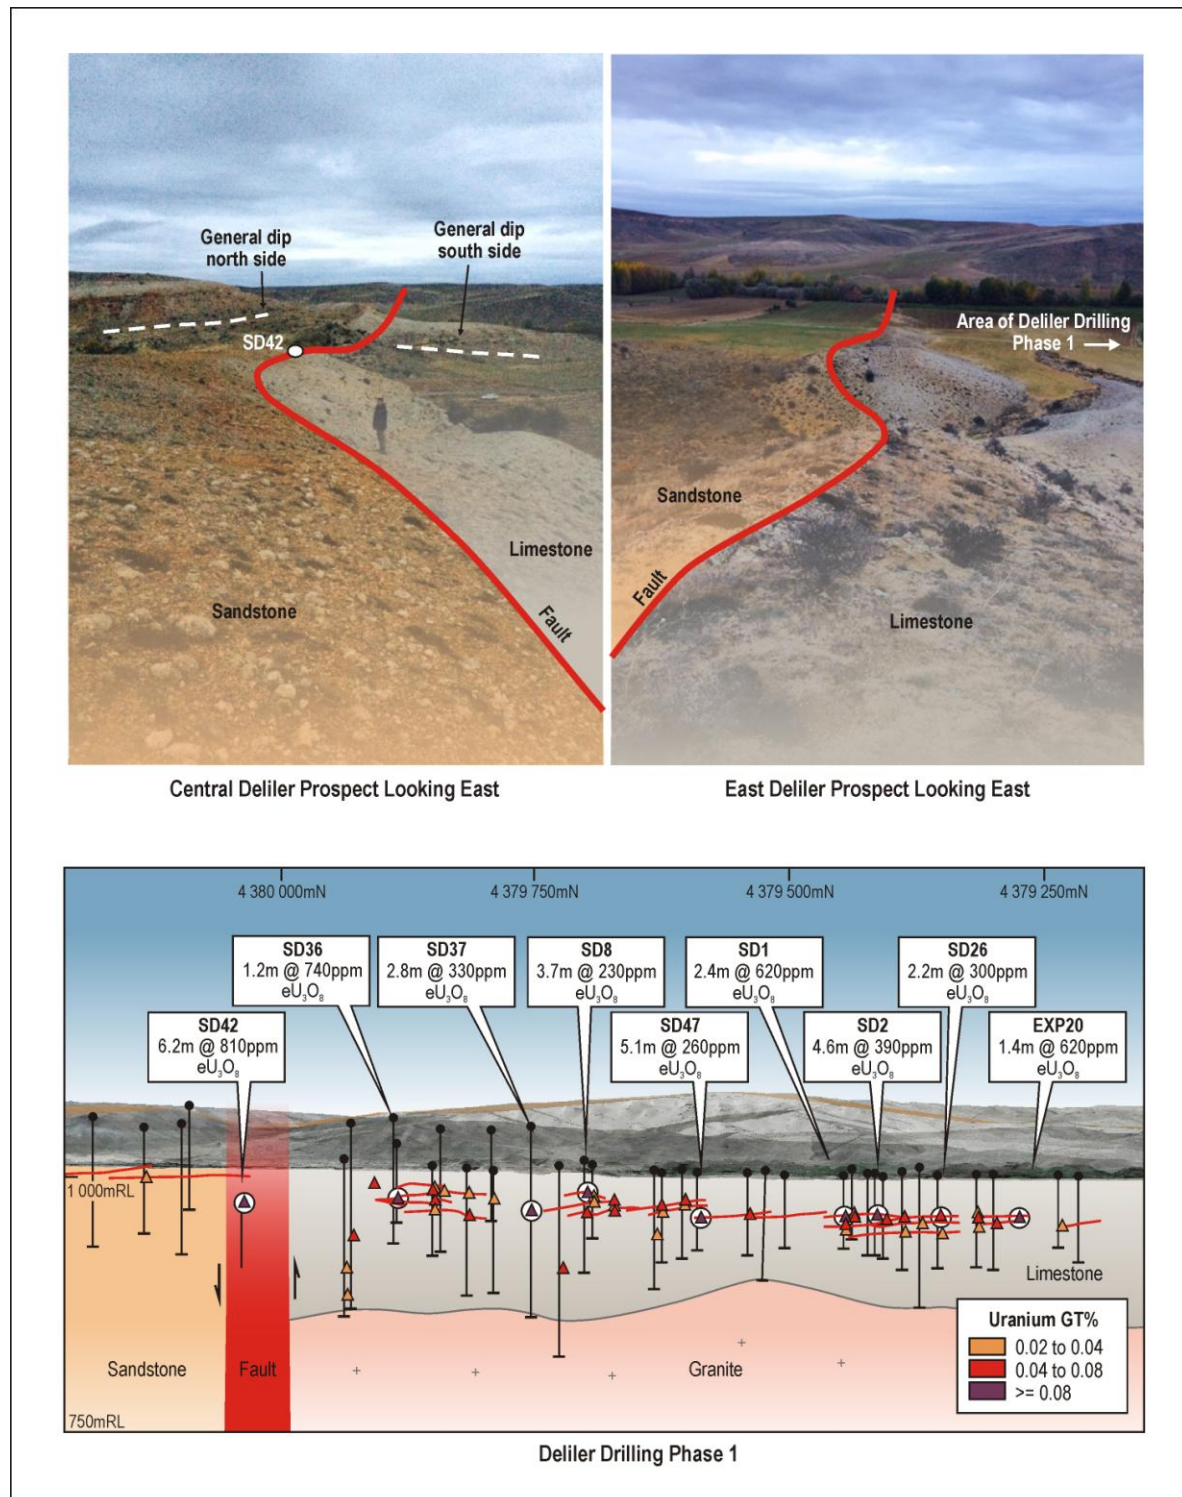 General dip
north side
General dip
south side
SD42
Sandstone
Limestone
Fault
Area of Deliler Drilling
Phase 1
Sandstone
Fault
Limestone
Central Deliler Prospect Looking East
East Deliler Prospect Looking East
4 380 000mN
4 379 750mN
4 379 500mN
4 379 250mN
SD36
1.2m @ 740ppm
eU₃O₈
SD37
2.8m @ 330ppm
eU₃O₈
SD8
3.7m @ 230ppm
eU₃O₈
SD1
2.4m @ 620ppm
eU₃O₈
SD26
2.2m @ 300ppm
eU₃O₈
SD42
6.2m @ 810ppm
eU₃O₈
SD47
5.1m @ 260ppm
eU₃O₈
SD2
4.6m @ 390ppm
eU₃O₈
EXP20
1.4m @ 620ppm
eU₃O₈
1 000mRL
Limestone
Sandstone
Fault
Granite
750mRL
Uranium GT%
0.02 to 0.04
0.04 to 0.08
>= 0.08
Deliler Drilling Phase 1